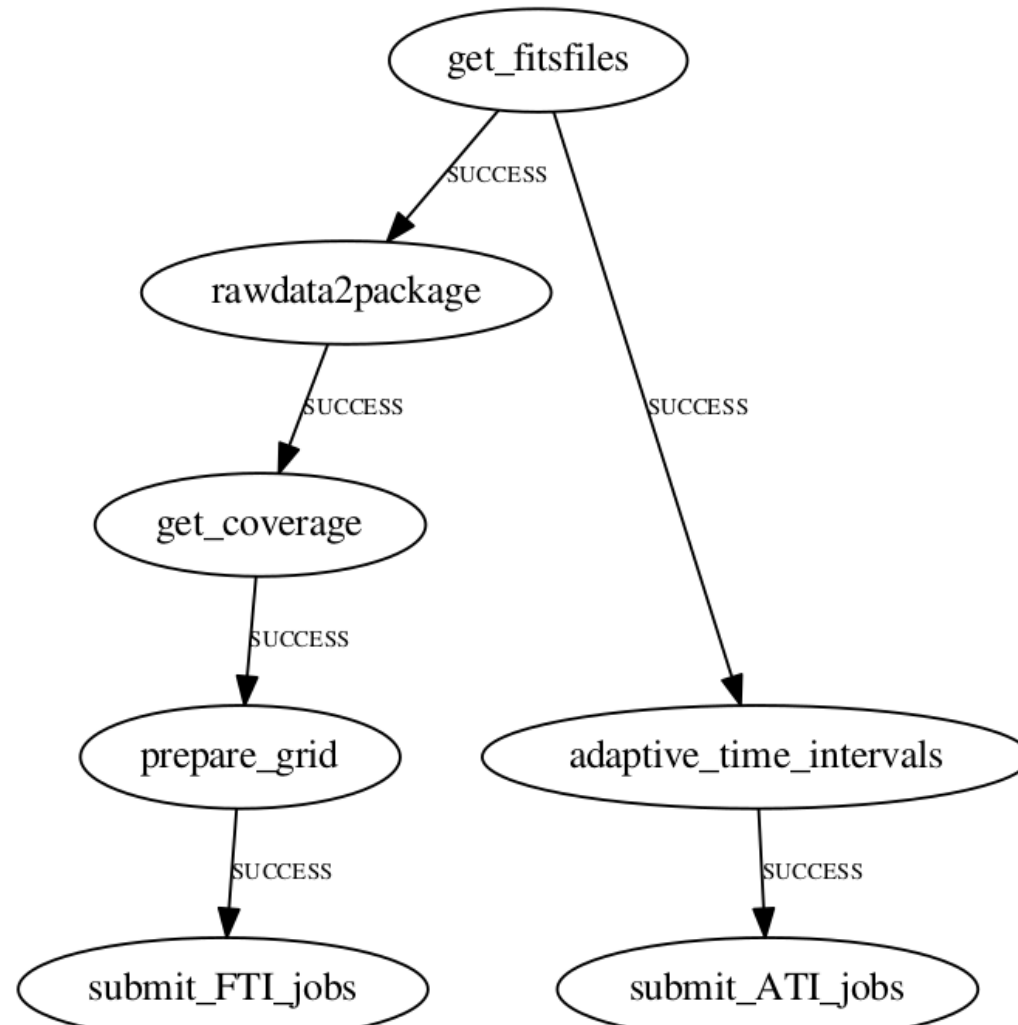 get_fitsfiles
SUCCESS
rawdata2package
SUCCESS
SUCCESS
get_coverage
SUCCESS
prepare_grid
adaptive_time_intervals
SUCCESS
SUCCESS
submit_FTI_jobs
submit_ATI_jobs